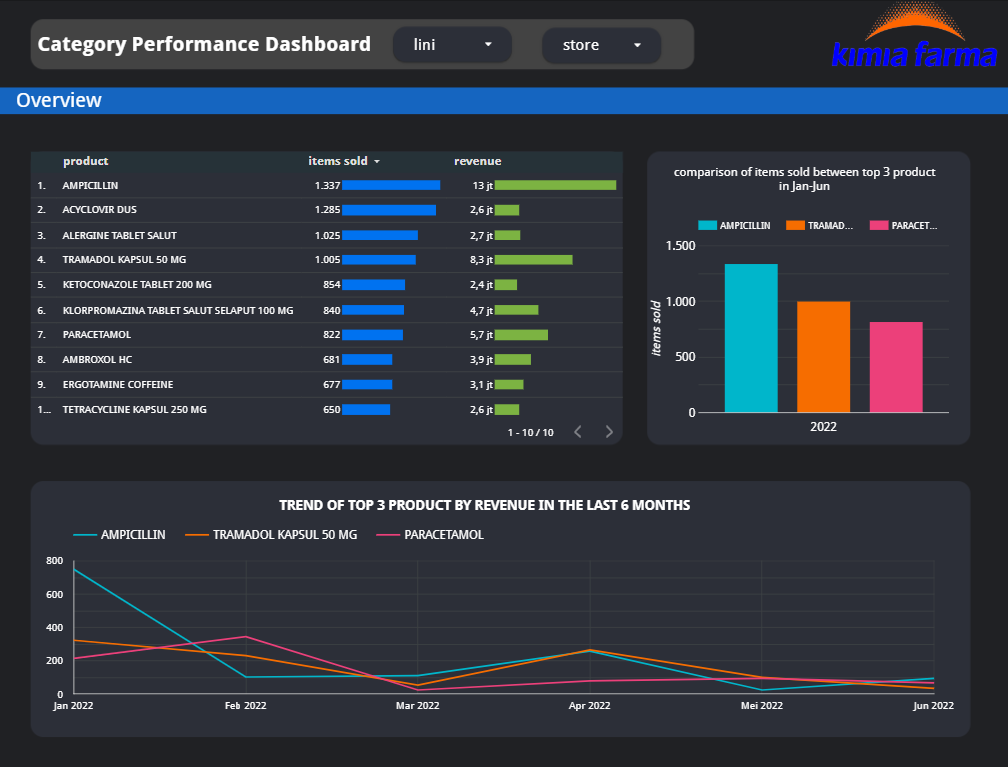 Category Performance Dashboard
lini
store
kimia farma
Overview
product items sold revenue
1. AMPICILLIN 1.337 13 jt
2. ACYCLOVIR DUS 1.285 2,6 jt
3. ALERGINE TABLET SALUT 1.025 2,7 jt
4. TRAMADOL KAPSUL 50 MG 1.005 8,3 jt
5. KETOCONAZOLE TABLET 200 MG 854 2,4 jt
6. KLORPROMAZINA TABLET SALUT SELAPUT 100 MG 840 4,7 jt
7. PARACETAMOL 822 5,7 jt
8. AMBROXOL HC 681 3,9 jt
9. ERGOTAMINE COFFEINE 677 3,1 jt
1... TETRACYCLINE KAPSUL 250 MG 650 2,6 jt
1 - 10 / 10
comparison of items sold between top 3 product
in Jan-Jun
AMPICILLIN TRAMAD... PARACET...
items sold
1.500
1.000
500
0
2022
TREND OF TOP 3 PRODUCT BY REVENUE IN THE LAST 6 MONTHS
AMPICILLIN TRAMADOL KAPSUL 50 MG PARACETAMOL
800
600
400
200
0
Jan 2022 Feb 2022 Mar 2022 Apr 2022 Mei 2022 Jun 2022